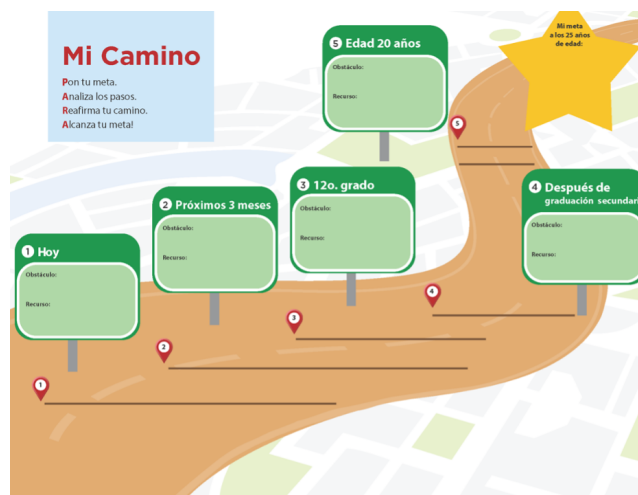 Mi Camino
Pon tu meta.
Analiza los pasos.
Reafirma tu camino.
Alcanza tu meta!
Mi meta
a los 25 años
de edad:
5 Edad 20 años
Obstáculo:
Recurso:
3 12o. grado
Obstáculo:
Recurso:
4 Después de
graduación secundari
Obstáculo:
Recurso:
2 Próximos 3 meses
Obstáculo:
Recurso:
1 Hoy
Obstáculo:
Recurso:
5
4
3
2
1